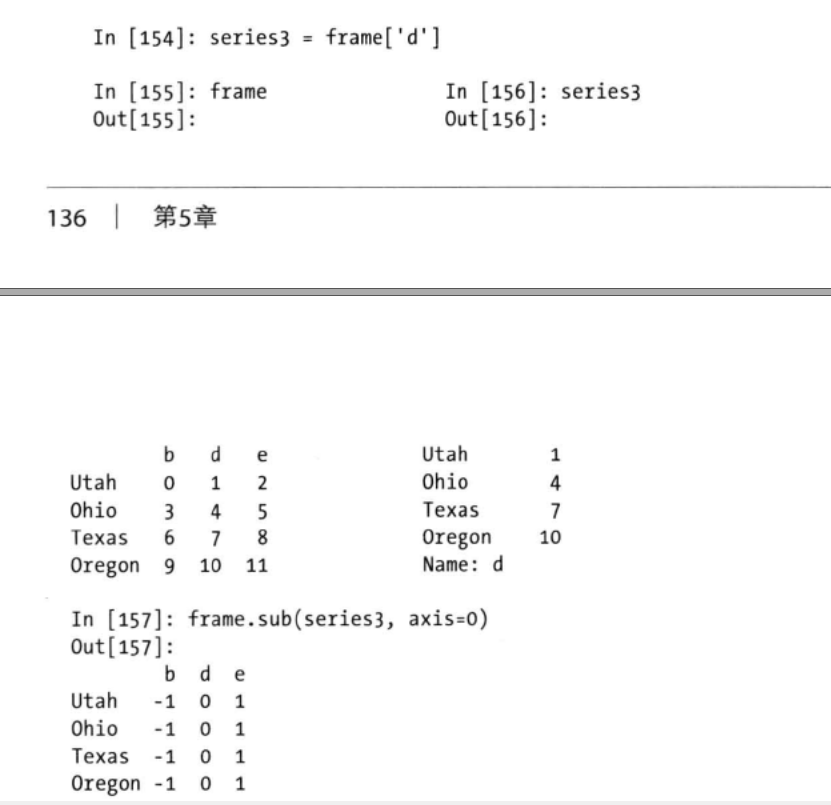 In [154]: series3 = frame['d']
In [155]: frame In [156]: series3
Out[155]: Out[156]:
136 | 第5章
b d e Utah 1
Utah 0 1 2 Ohio 4
Ohio 3 4 5 Texas 7
Texas 6 7 8 Oregon 10
Oregon 9 10 11 Name: d
In [157]: frame.sub(series3, axis=0)
Out[157]:
b d e
Utah -1 0 1
Ohio -1 0 1
Texas -1 0 1
Oregon -1 0 1